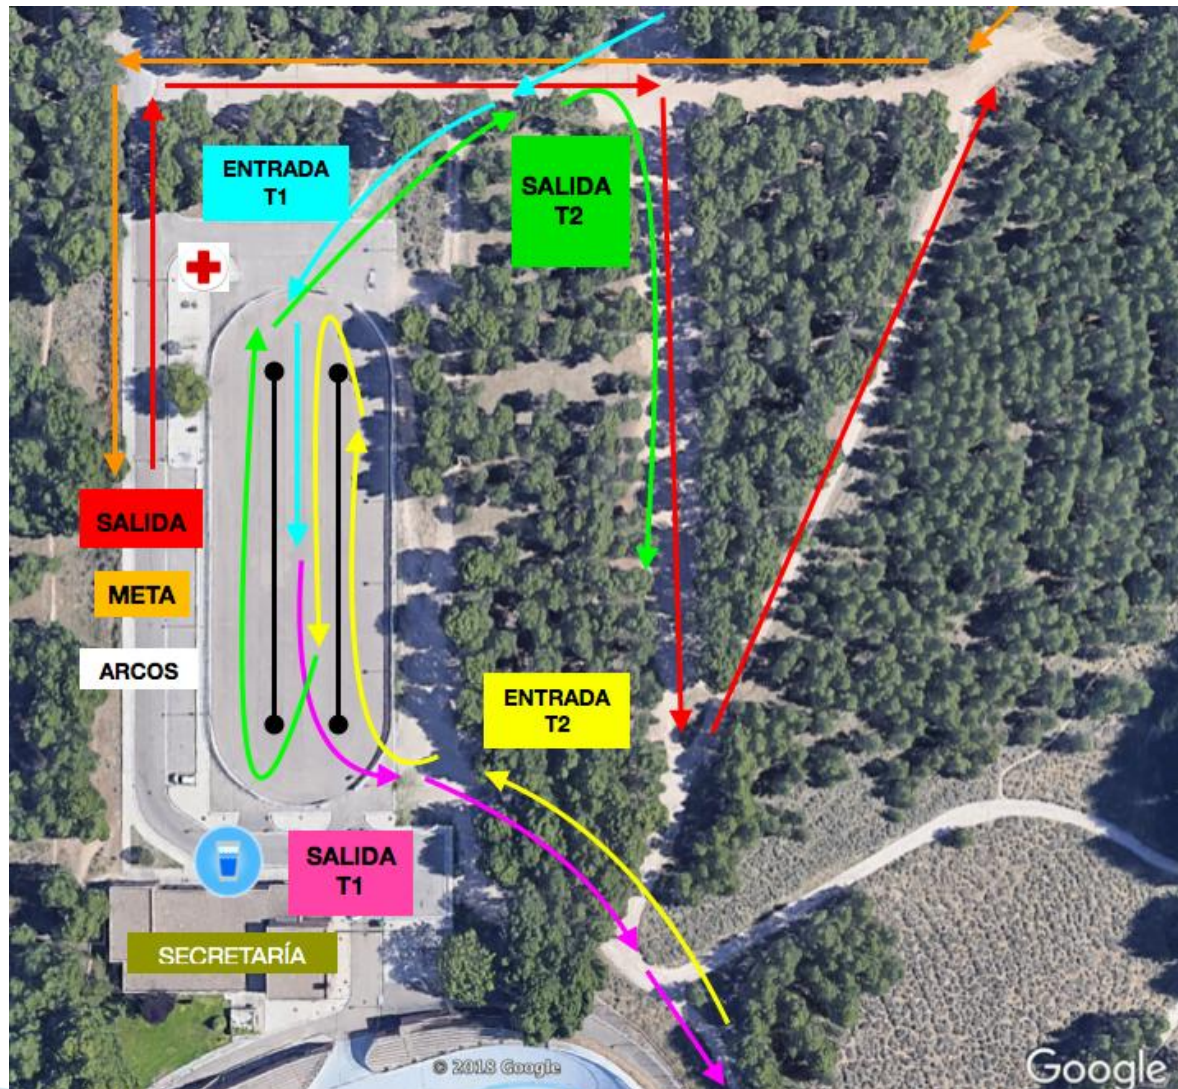 ENTRADA
T1
SALIDA
T2
SALIDA
META
ARCOS
ENTRADA
T2
SALIDA
T1
SECRETARÍA
© 2018 Google
Google